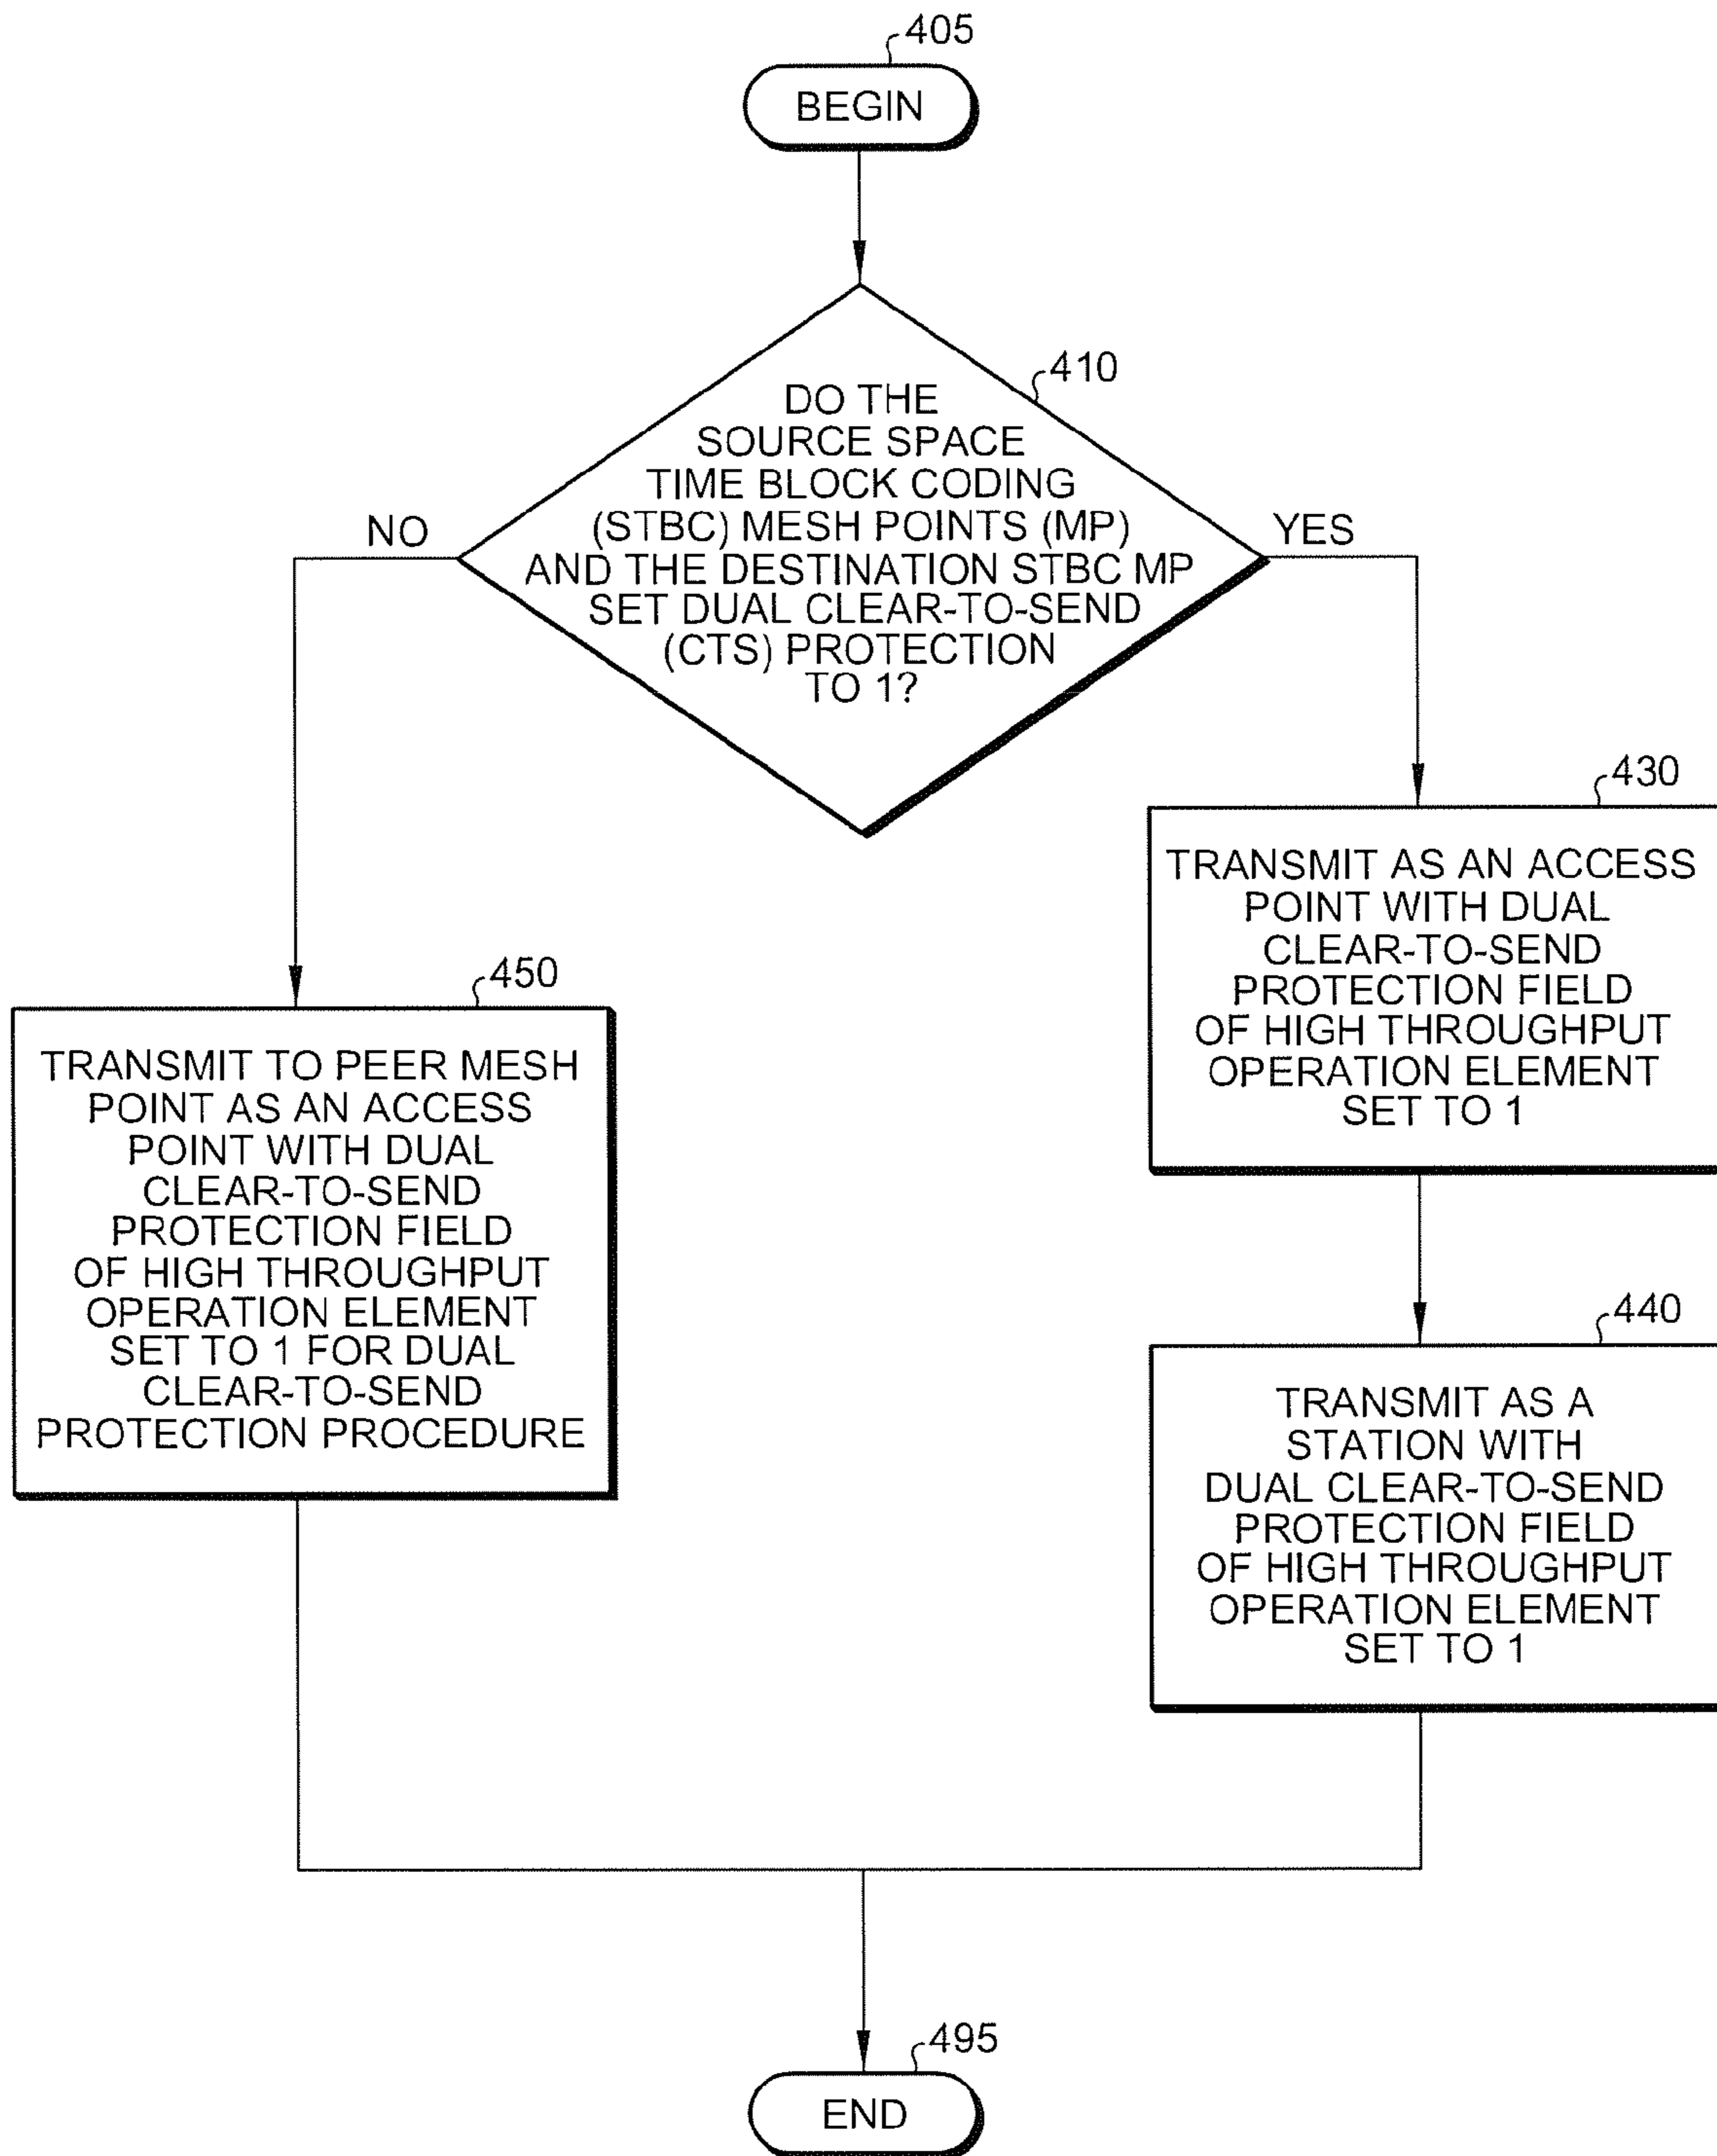 405
BEGIN
410
DO THE
SOURCE SPACE
TIME BLOCK CODING
(STBC) MESH POINTS (MP)
AND THE DESTINATION STBC MP
SET DUAL CLEAR-TO-SEND
(CTS) PROTECTION
TO 1?
NO
YES
430
TRANSMIT AS AN ACCESS
POINT WITH DUAL
CLEAR-TO-SEND
PROTECTION FIELD
OF HIGH THROUGHPUT
OPERATION ELEMENT
SET TO 1
450
TRANSMIT TO PEER MESH
POINT AS AN ACCESS
POINT WITH DUAL
CLEAR-TO-SEND
PROTECTION FIELD
OF HIGH THROUGHPUT
OPERATION ELEMENT
SET TO 1 FOR DUAL
CLEAR-TO-SEND
PROTECTION PROCEDURE
440
TRANSMIT AS A
STATION WITH
DUAL CLEAR-TO-SEND
PROTECTION FIELD
OF HIGH THROUGHPUT
OPERATION ELEMENT
SET TO 1
495
END